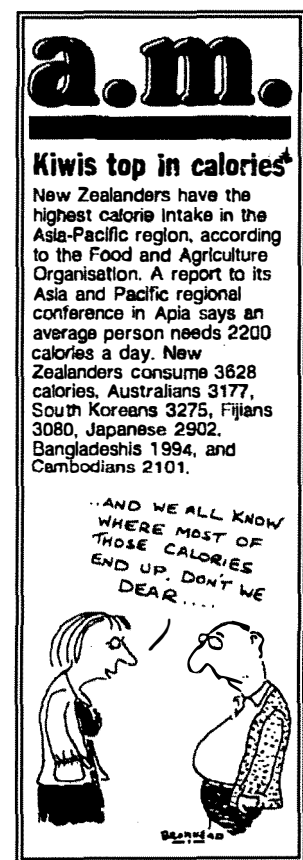 a.m.
Kiwis top in calories*
New Zealanders have the
highest calorie intake in the
Asia-Pacific region, according
to the Food and Agriculture
Organisation. A report to its
Asia and Pacific regional
conference in Apia says an
average person needs 2200
calories a day. New
Zealanders consume 3628
calories, Australians 3177,
South Koreans 3275, Fijians
3080, Japanese 2902,
Bangladeshis 1994, and
Cambodians 2101.
..AND WE ALL KNOW
WHERE MOST OF
THOSE CALORIES
END UP. DON'T WE
DEAR....